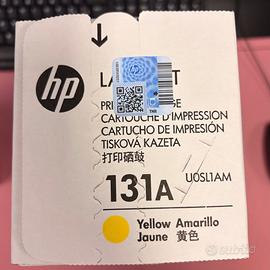 hp
PRI
CARTOUCHE D'IMPRESSION
CARTUCHO DE IMPRESIÓN
TISKOVÁ KAZETA
打印硒鼓
131A U0SL1AM
Yellow Amarillo
Jaune 黄色
subito